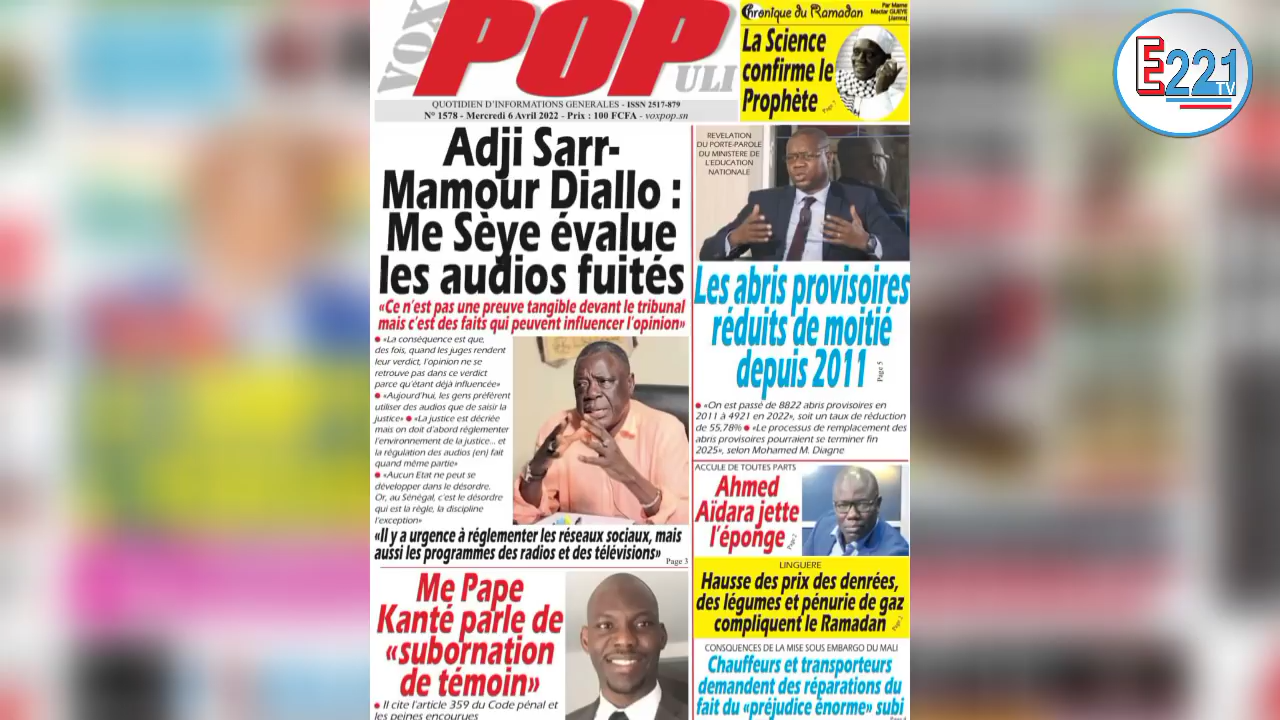 VOX
POP
ULI
QUOTIDIEN D'INFORMATIONS GENERALES - ISSN 2517-879
N° 1578 - Mercredi 6 Avril 2022 - Prix : 100 FCFA - voxpop.sn
Chronique du Ramadan
Par Mame
Mactar GUEYE
(Jamra)
La Science
confirme le
Prophète
Page 7
E221
TV
Adji Sarr-
Mamour Diallo :
Me Sèye évalue
les audios fuités
«Ce n'est pas une preuve tangible devant le tribunal
mais c'est des faits qui peuvent influencer l'opinion»
«La conséquence est que,
des fois, quand les juges rendent
leur verdict, l'opinion ne se
retrouve pas dans ce verdict
parce qu'étant déjà influencée»
«Aujourd'hui, les gens préfèrent
utiliser des audios que de saisir la
justice» «La justice est décriée
mais on doit d'abord réglementer
l'environnement de la justice... et
la régulation des audios (en) fait
quand même partie»
«Aucun Etat ne peut se
développer dans le désordre.
Or, au Sénégal, c'est le désordre
qui est la règle, la discipline
l'exception»
«Il y a urgence à réglementer les réseaux sociaux, mais
aussi les programmes des radios et des télévisions»
Page 3
Me Pape
Kanté parle de
«subornation
de témoin»
Il cite l'article 359 du Code pénal et
les peines encourues
REVELATION
DU PORTE-PAROLE
DU MINISTERE DE
L'EDUCATION
NATIONALE
Les abris provisoires
réduits de moitié
depuis 2011
Page 5
«On est passé de 8822 abris provisoires en
2011 à 4921 en 2022», soit un taux de réduction
de 55,78% «Le processus de remplacement des
abris provisoires pourraient se terminer fin
2025», selon Mohamed M. Diagne
ACCULE DE TOUTES PARTS
Ahmed
Aïdara jette
l'éponge
Page 2
LINGUERE
Hausse des prix des denrées,
des légumes et pénurie de gaz
compliquent le Ramadan
Page 2
CONSQUENCES DE LA MISE SOUS EMBARGO DU MALI
Chauffeurs et transporteurs
demandent des réparations du
fait du «préjudice énorme» subi